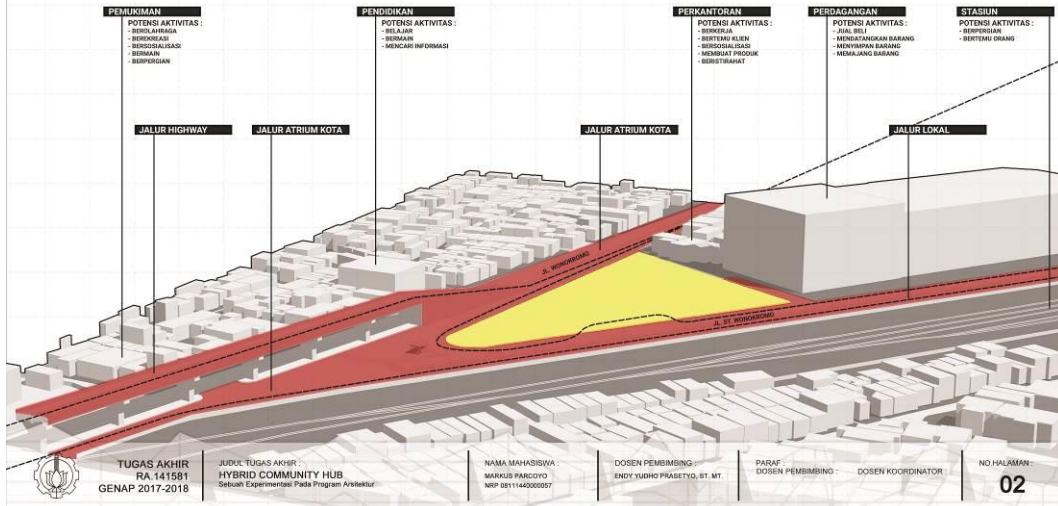 PEMUKIMAN
POTENSI AKTIVITAS :
- BEROLAHRAGA
- BEREKREASI
- BERSOSIALISASI
- BERMAIN
- BERPERGIAN
PENDIDIKAN
POTENSI AKTIVITAS :
- BELAJAR
- BERMAIN
- MENCARI INFORMASI
PERKANTORAN
POTENSI AKTIVITAS :
- BERKERJA
- BERTEMU KLIEN
- BERSOSIALISASI
- MEMBUAT PRODUK
- BERISTIRAHAT
PERDAGANGAN
POTENSI AKTIVITAS :
- JUAL BELI
- MENDATANGKAN BARANG
- MENYIMPAN BARANG
- MEMAJANG BARANG
STASIUN
POTENSI AKTIVITAS :
- BERPERGIAN
- BERTEMU ORANG
JALUR HIGHWAY
JALUR ATRIUM KOTA
JALUR ATRIUM KOTA
JALUR LOKAL
JL. WONOKROMO
JL. ST. WONOKROMO
TUGAS AKHIR
RA.141581
GENAP 2017-2018
JUDUL TUGAS AKHIR :
HYBRID COMMUNITY HUB
Sebuah Experimentasi Pada Program Arsitektur
NAMA MAHASISWA :
MARKUS PARCOYO
NRP 08111440000057
DOSEN PEMBIMBING :
ENDY YUDHO PRASETYO, ST. MT.
PARAF :
DOSEN PEMBIMBING : DOSEN KOORDINATOR
NO.HALAMAN :
02